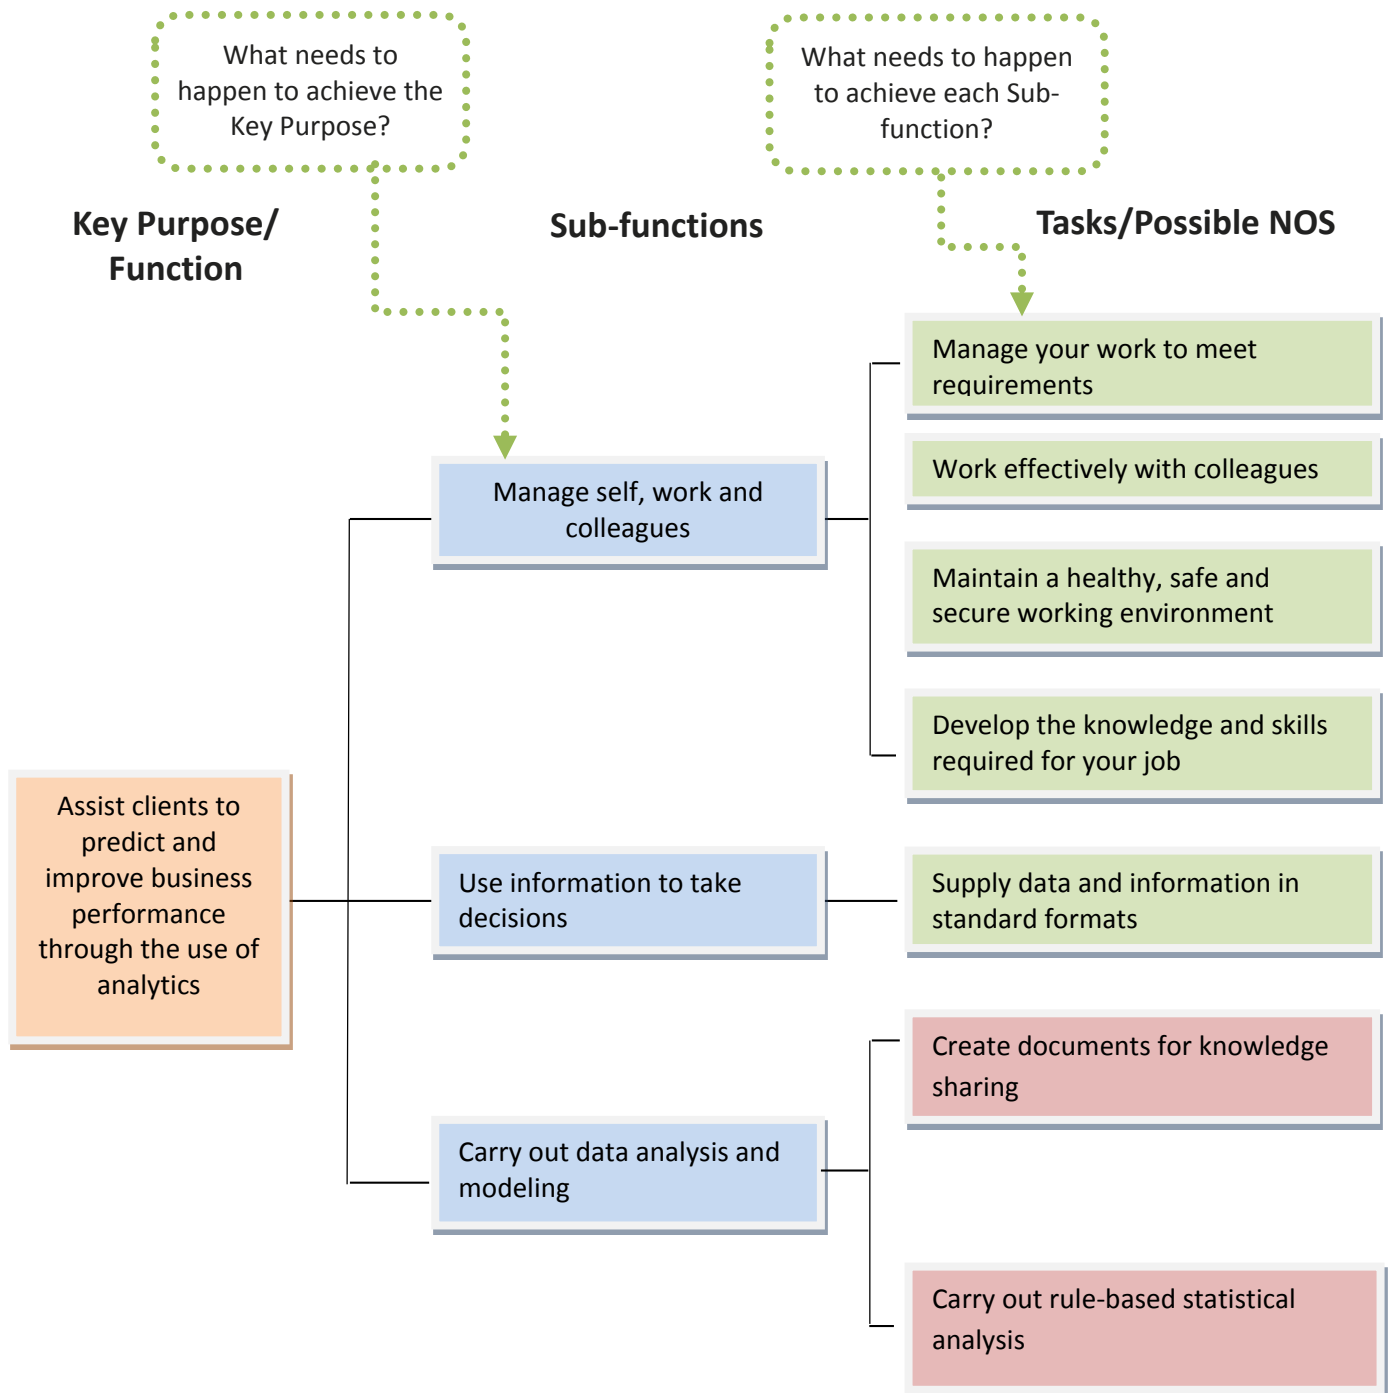 What needs to
happen to achieve the
Key Purpose?
What needs to happen
to achieve each Sub-
function?
Key Purpose/
Function
Sub-functions
Tasks/Possible NOS
Manage your work to meet
requirements
Work effectively with colleagues
Manage self, work and
colleagues
Maintain a healthy, safe and
secure working environment
Develop the knowledge and skills
required for your job
Assist clients to
predict and
improve business
performance
through the use of
analytics
Use information to take
decisions
Supply data and information in
standard formats
Create documents for knowledge
sharing
Carry out data analysis and
modeling
Carry out rule-based statistical
analysis